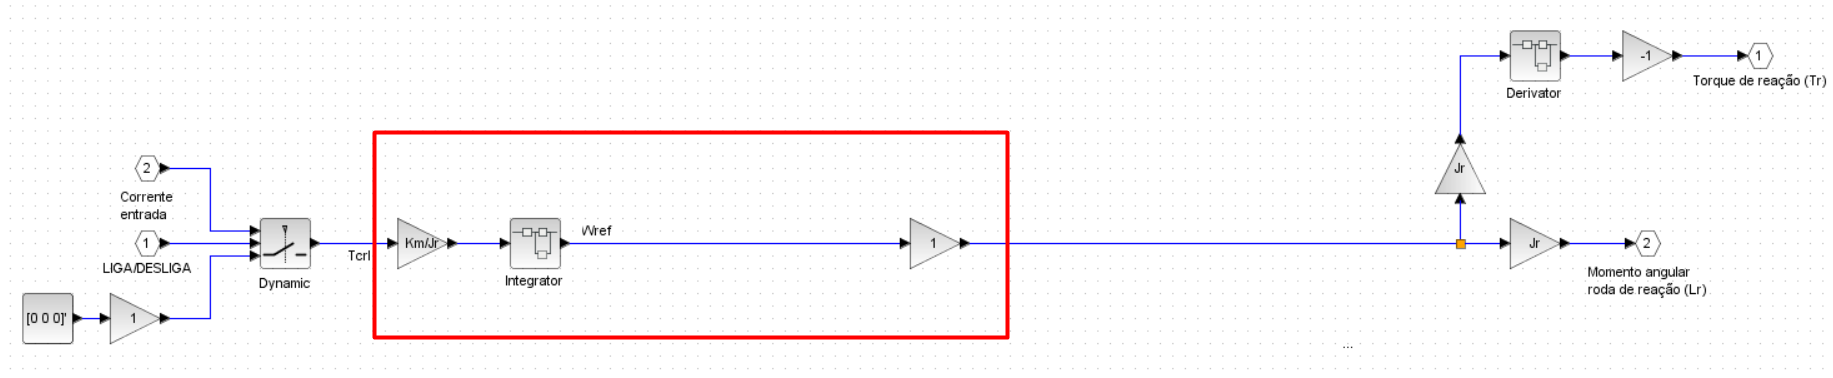 -1
1
Torque de reação (Tr)
Derivator
2
Corrente
entrada
Jr
1
LIGA/DESLIGA
Dynamic
Tcrl
Km/Jr
Integrator
Wref
1
Jr
2
Momento angular
roda de reação (Lr)
[0 0 0]'
1
...